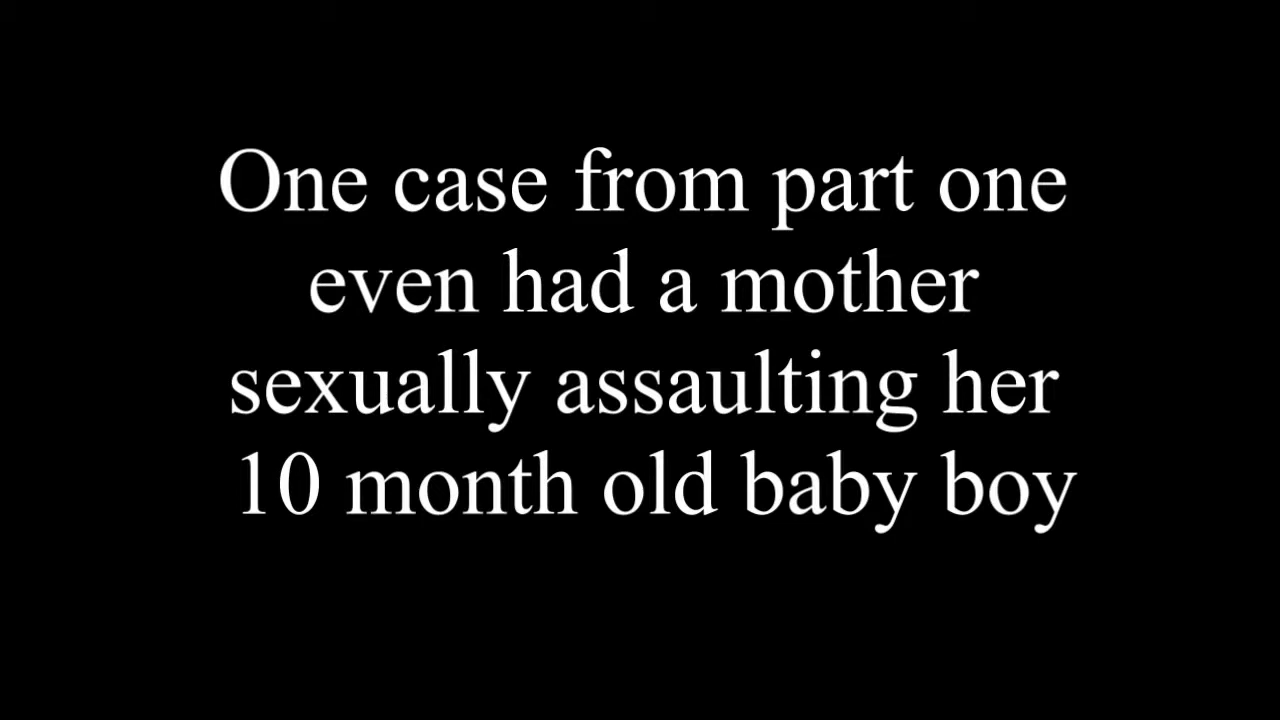 One case from part one
even had a mother
sexually assaulting her
10 month old baby boy